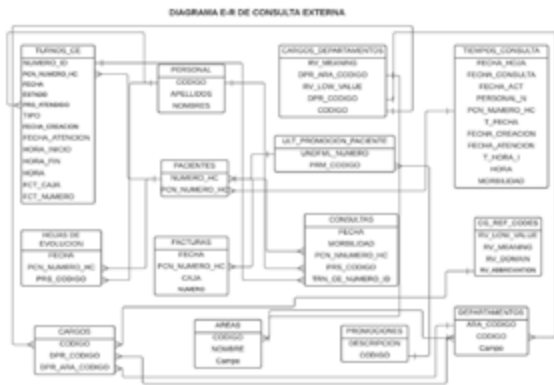 DIAGRAMA E-R DE CONSULTA EXTERNA
TURNOS_CE
NUMERO_ID
PCN_NUMERO_HC
FECHA
ESTADO
PRS_ATENDIDO
TIPO
FECHA_CREACION
FECHA_ATENCION
HORA_INICIO
HORA_FIN
HORA
FCT_CAJA
FCT_NUMERO
PERSONAL
CODIGO
APELLIDOS
NOMBRES
CARGOS_DEPARTAMENTOS
RV_MEANING
DPR_ARA_CODIGO
RV_LOW_VALUE
DPR_CODIGO
CODIGO
TIEMPOS_CONSULTA
FECHA_HOJA
FECHA_CONSULTA
FECHA_ACT
PERSONAL_N
PCN_NUMERO_HC
T_FECHA
FECHA_CREACION
FECHA_ATENCION
T_HORA_I
HORA
MORBILIDAD
PACIENTES
NUMERO_HC
PCN_NUMERO_HC
ULT_PROMOCION_PACIENTE
PRM_CODIGO
HOJAS DE
EVOLUCION
FECHA
PCN_NUMERO_HC
PRS_CODIGO
FACTURAS
FECHA
PCN_NUMERO_HC
CAJA
NUMERO
CONSULTAS
FECHA
MORBILIDAD
PCN_NNUMERO_HC
PRS_CODIGO
TRN_CE_NUMERO_ID
CG_REF_CODES
RV_LOW_VALUE
RV_MEANING
RV_DOMAIN
RV_ABBREVIATION
CARGOS
CODIGO
DPR_CODIGO
DPR_ARA_CODIGO
AREAS
CODIGO
NOMBRE
Campo
PROMOCIONES
DESCRIPCION
CODIGO
DEPARTAMENTOS
ARA_CODIGO
CODIGO
Campo